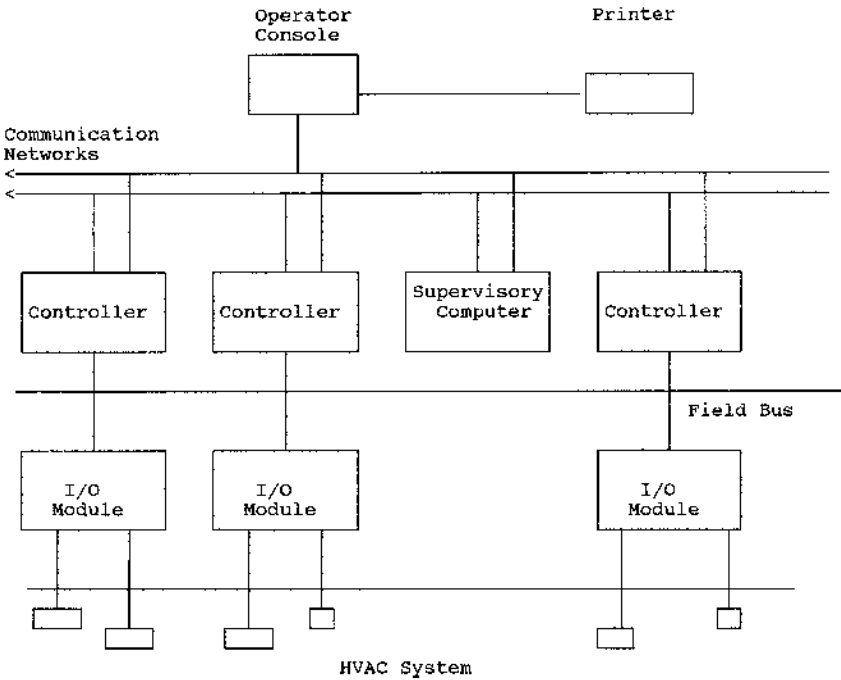 Operator
Console
Printer
Communication
Networks
<
<
Controller
Controller
Supervisory
Computer
Controller
Field Bus
I/O
Module
I/O
Module
I/O
Module
HVAC System